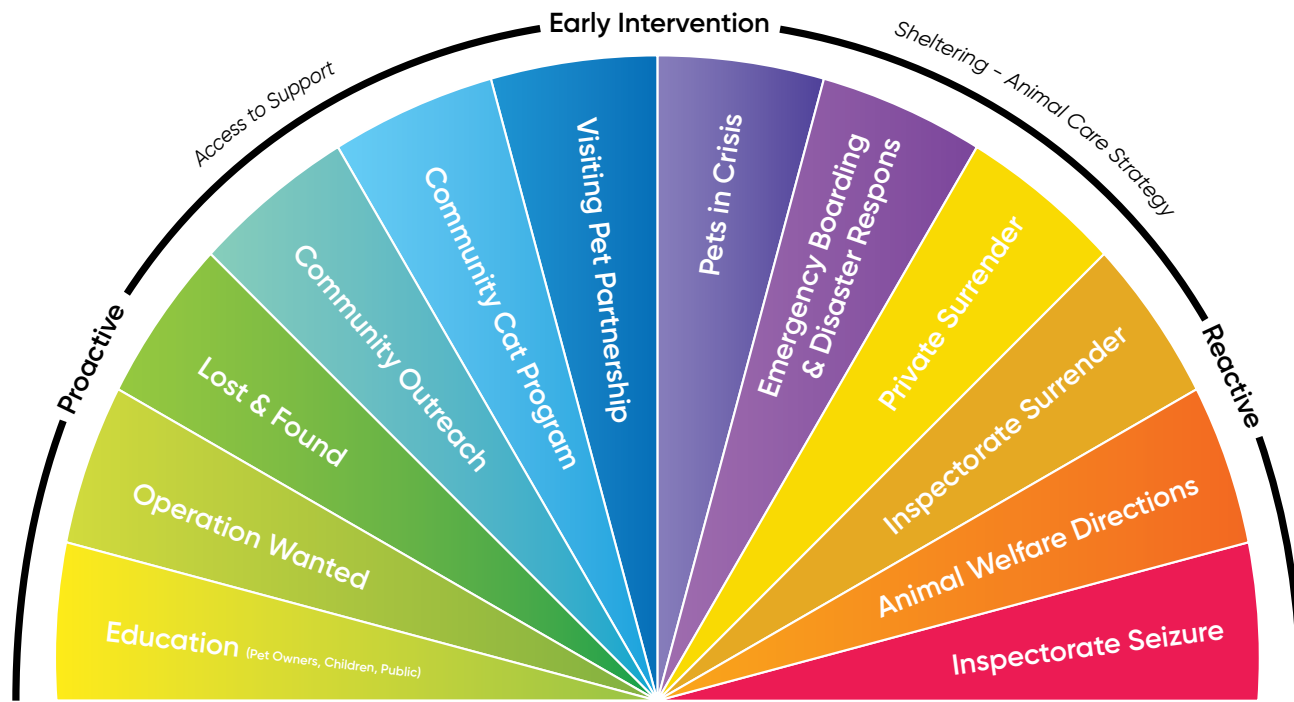 Early Intervention
Access to Support
Sheltering - Animal Care Strategy
Proactive
Reactive
Education (Pet Owners, Children, Public)
Operation Wanted
Lost & Found
Community Outreach
Community Cat Program
Visiting Pet Partnership
Pets in Crisis
Emergency Boarding
& Disaster Respons
Private Surrender
Inspectorate Surrender
Animal Welfare Directions
Inspectorate Seizure